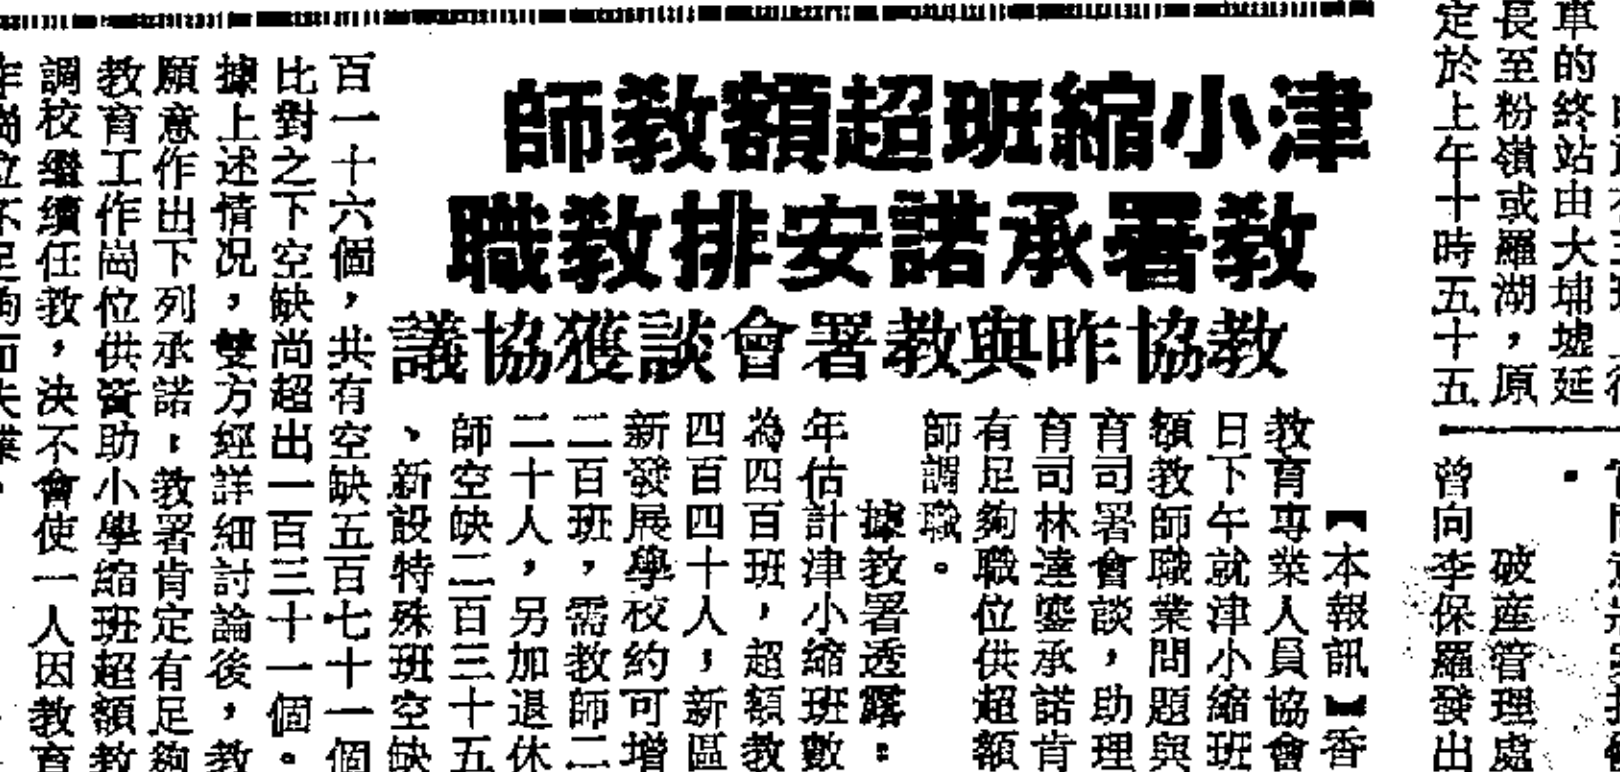 車的終站由大埔墟延
長至粉嶺或羅湖，原
定於上午十時五十五
破產管理處
曾向李保羅發出
津小縮班超額教師
教署承諾安排教職
教協昨與教署會談獲協議
【本報訊】香
教育專業人員協會
日下午就津小縮班
額教師職業問題與
育司署會談，助理
育司林達鎏承諾肯
有足夠職位供超額
師調職。
據教署透露：
年估計津小縮班數
為四百班，超額教
四百四十人；新區
新發展學校約可增
二百班，需教師二
二十人，另加退休
師空缺二百三十五
、新設特殊班空缺
百一十六個，共有空缺五百七十一個
比對之下空缺尚超出一百三十一個。
據上述情况，雙方經詳細討論後，教
願意作出下列承諾：教署肯定有足夠
教育工作崗位供資助小學縮班超額教
調校繼續任教，決不會使一人因教育
作崗位不足夠而失業。